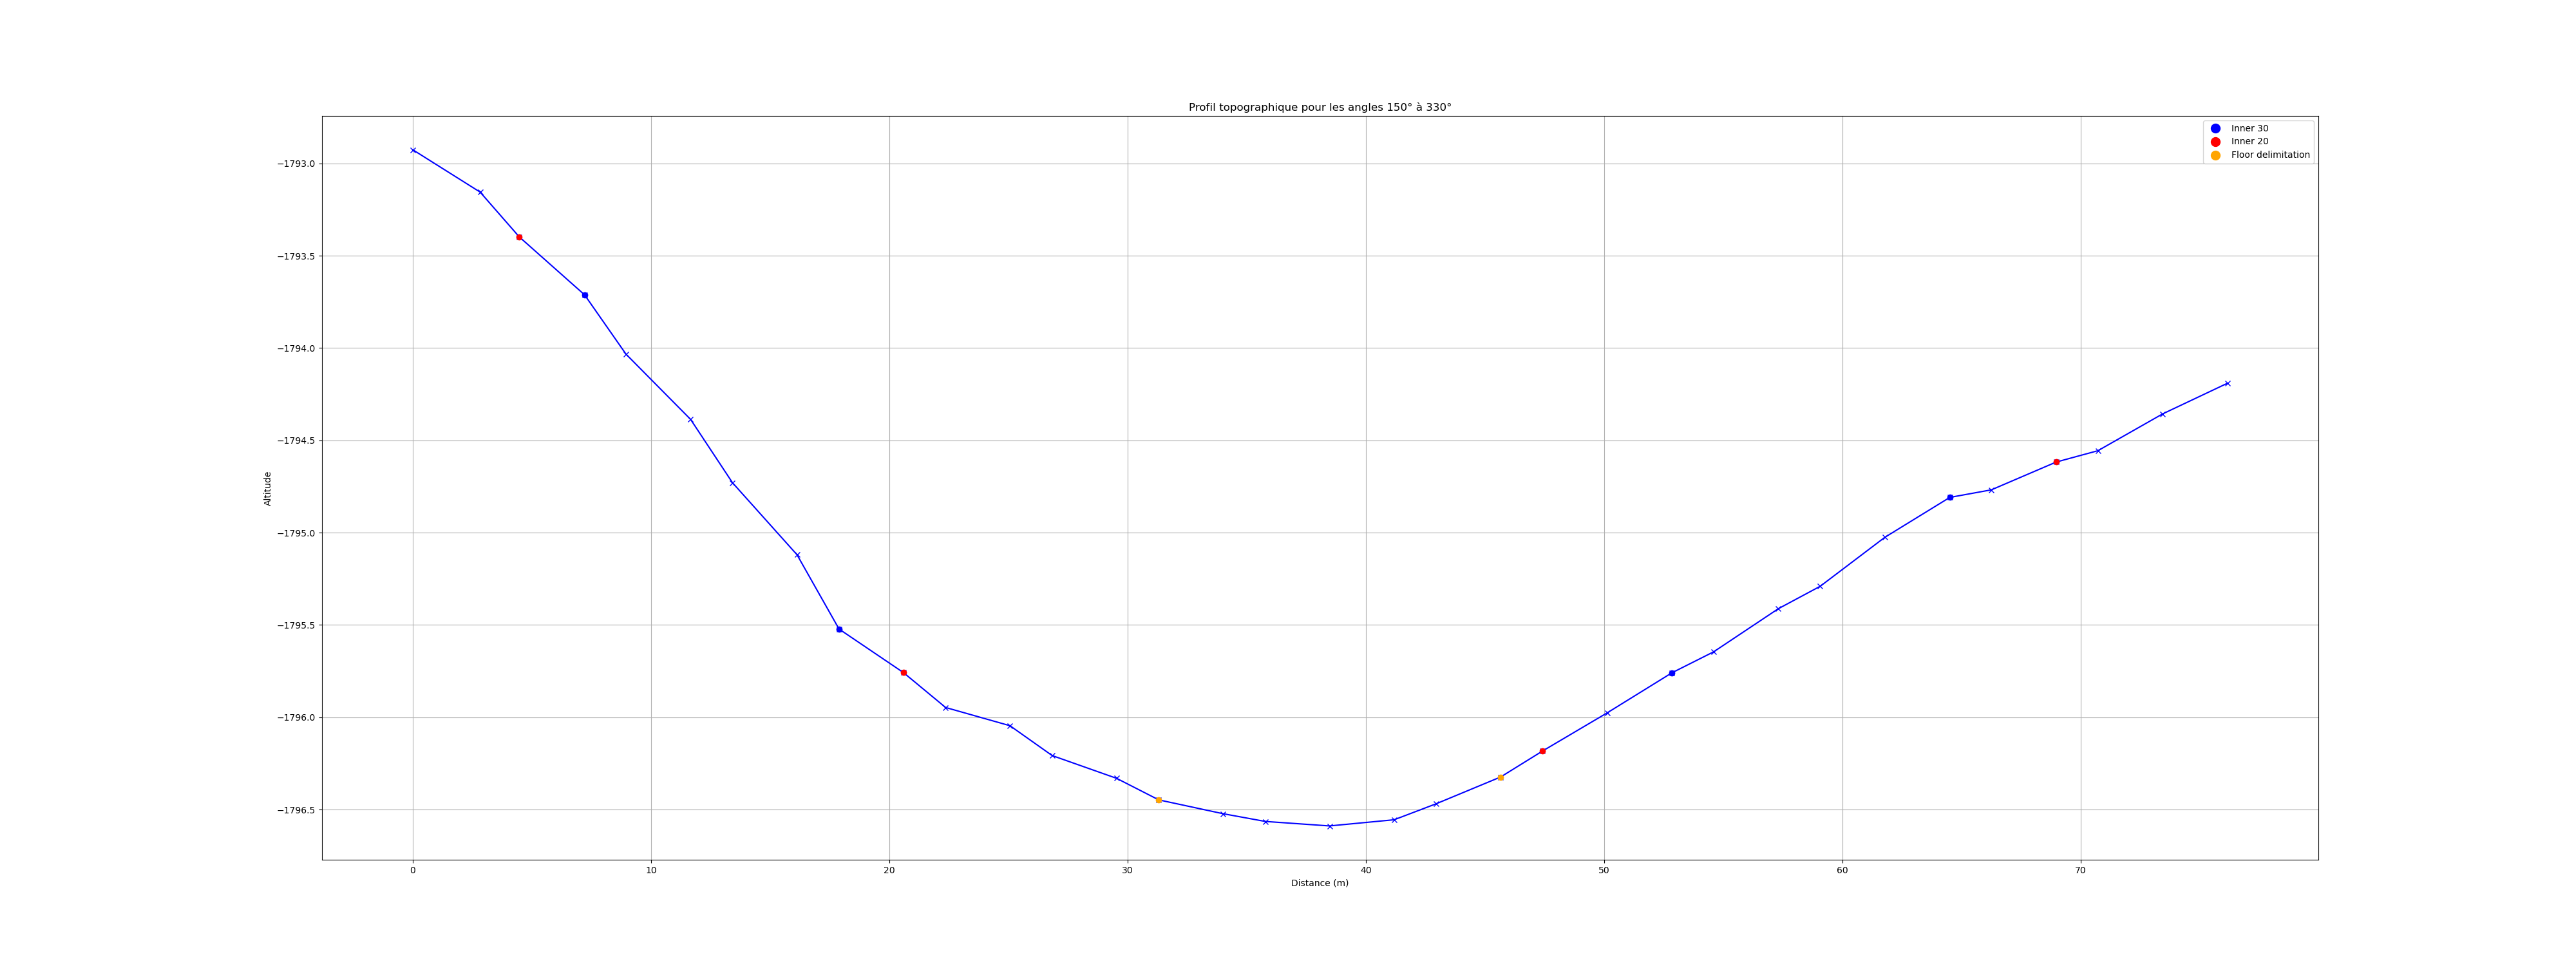 Profil topographique pour les angles 150° à 330°
Inner 30
Inner 20
Floor delimitation
−1793.0
−1793.5
−1794.0
−1794.5
−1795.0
−1795.5
−1796.0
−1796.5
Altitude
0 10 20 30 40 50 60 70
Distance (m)